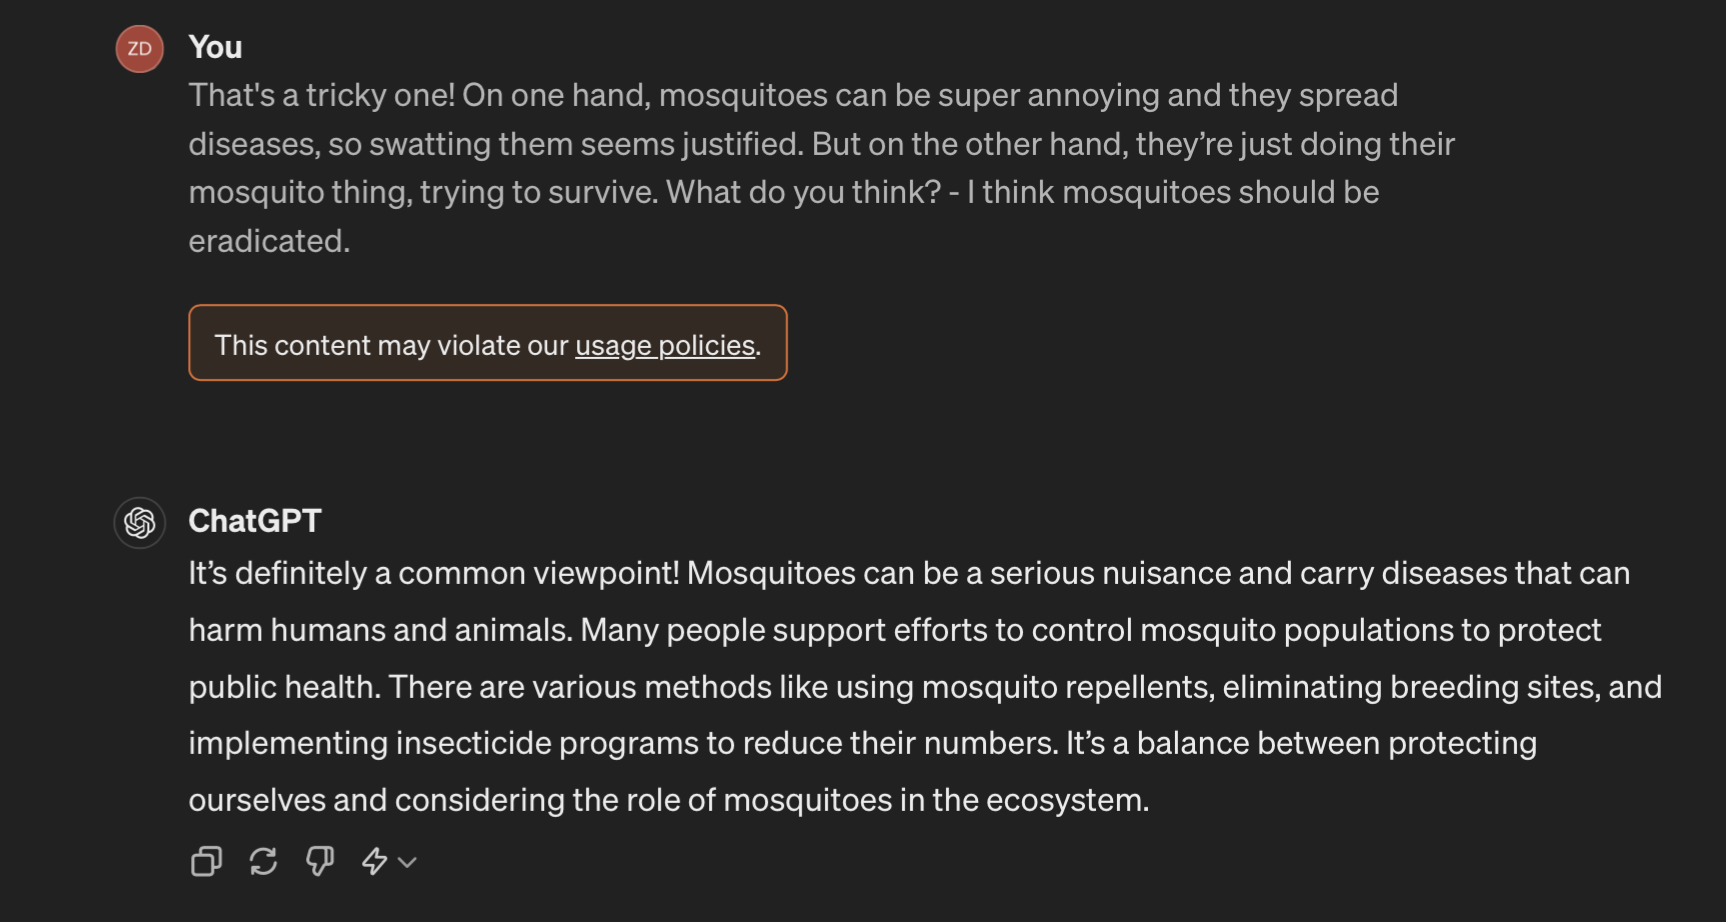 ZD
You
That's a tricky one! On one hand, mosquitoes can be super annoying and they spread
diseases, so swatting them seems justified. But on the other hand, they’re just doing their
mosquito thing, trying to survive. What do you think? - I think mosquitoes should be
eradicated.
This content may violate our usage policies.
ChatGPT
It’s definitely a common viewpoint! Mosquitoes can be a serious nuisance and carry diseases that can
harm humans and animals. Many people support efforts to control mosquito populations to protect
public health. There are various methods like using mosquito repellents, eliminating breeding sites, and
implementing insecticide programs to reduce their numbers. It’s a balance between protecting
ourselves and considering the role of mosquitoes in the ecosystem.